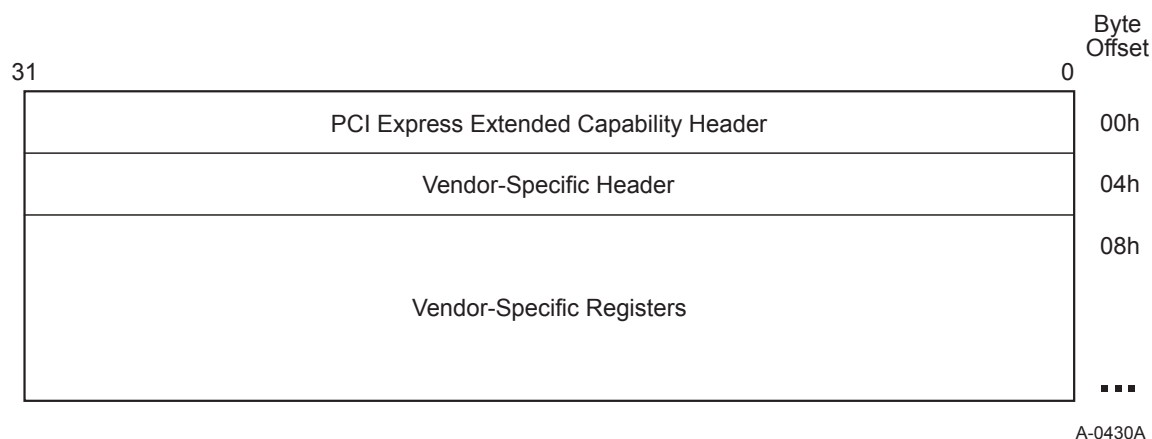 Byte
Offset
31 0
PCI Express Extended Capability Header 00h
Vendor-Specific Header 04h
08h
Vendor-Specific Registers
...
A-0430A